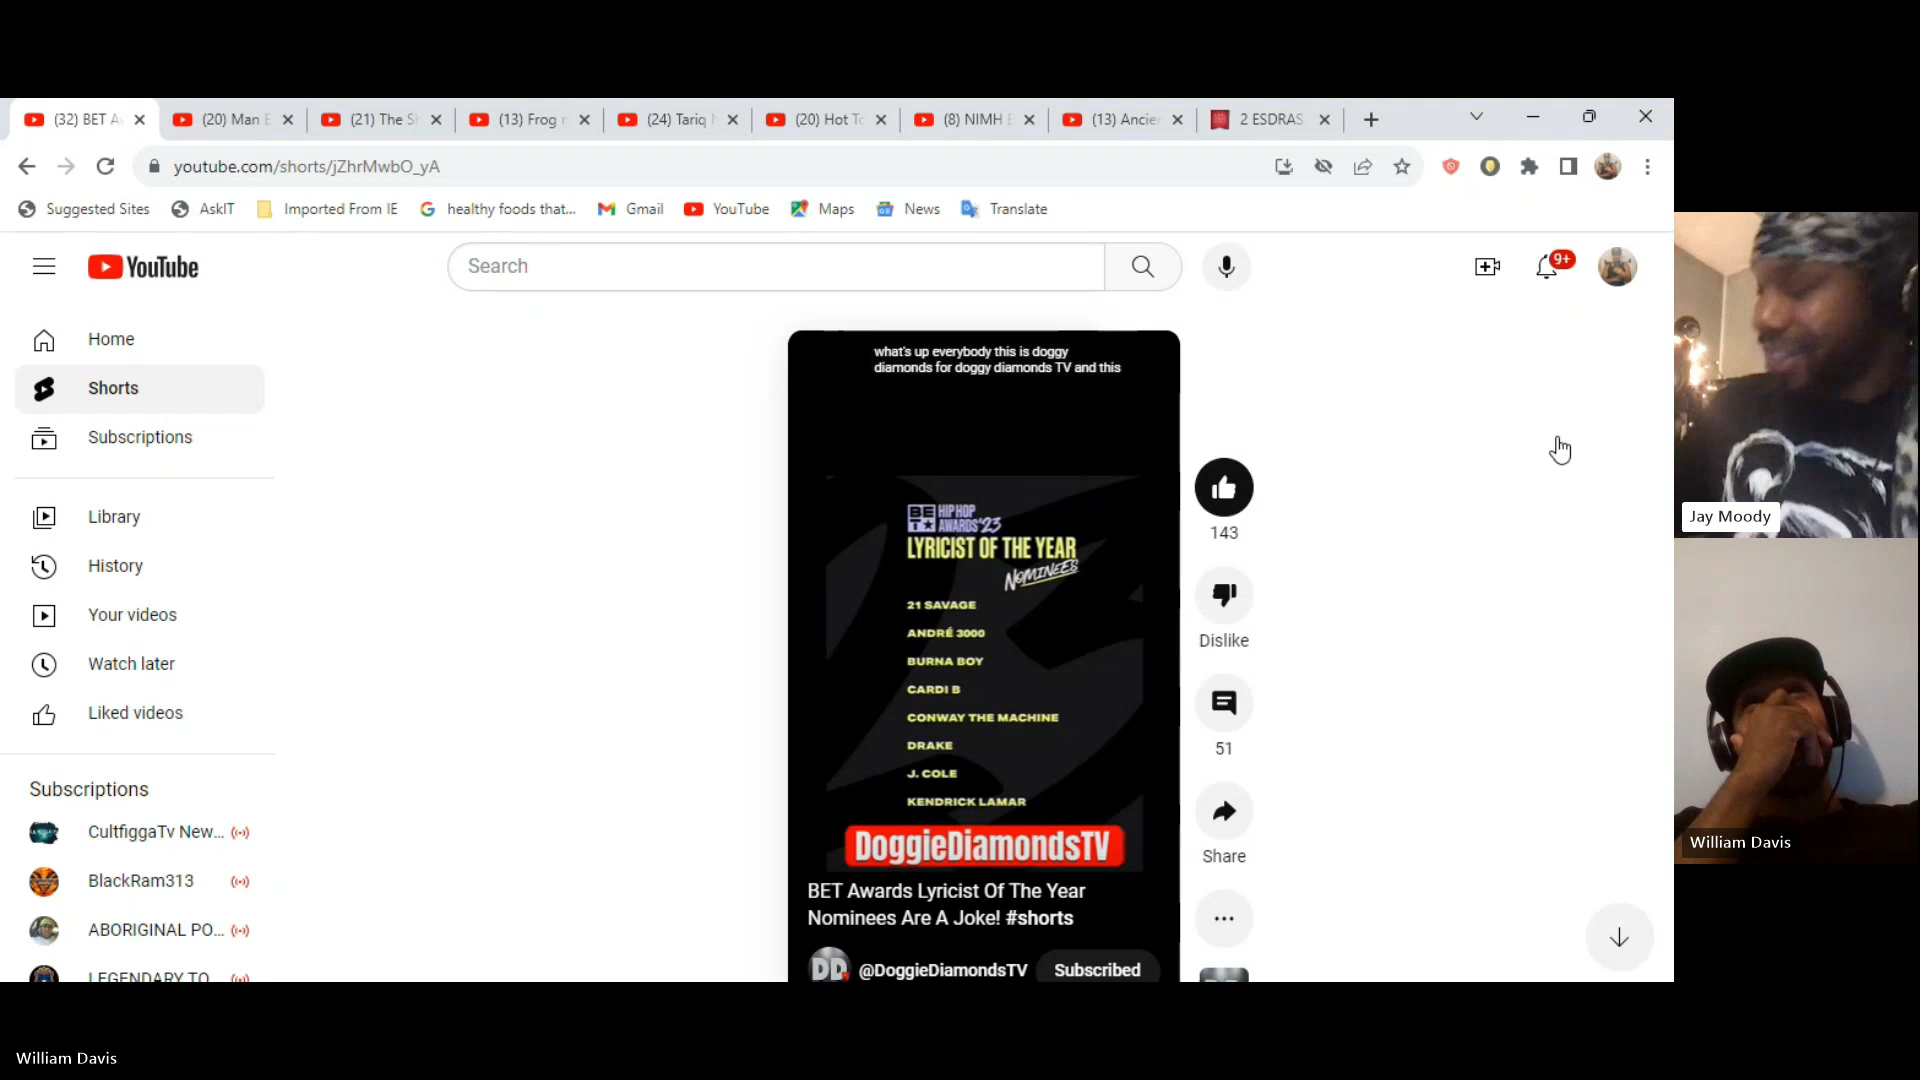 (32) BET A
(20) Man E
(21) The S
(13) Frog
(24) Tariq
(20) Hot To
(8) NIMH
(13) Ancie
2 ESDRAS
youtube.com/shorts/jZhrMwbO_yA
Suggested Sites
AskIT
Imported From IE
healthy foods that...
Gmail
YouTube
Maps
News
Translate
YouTube
Search
9+
Home
Shorts
Subscriptions
Library
History
Your videos
Watch later
Liked videos
Subscriptions
CultfiggaTv New...
BlackRam313
ABORIGINAL PO...
LEGENDARY TO
what's up everybody this is doggy
diamonds for doggy diamonds TV and this
BET HIP HOP
AWARDS'23
LYRICIST OF THE YEAR
NOMINEES
21 SAVAGE
ANDRÉ 3000
BURNA BOY
CARDI B
CONWAY THE MACHINE
DRAKE
J. COLE
KENDRICK LAMAR
DoggieDiamondsTV
BET Awards Lyricist Of The Year
Nominees Are A Joke! #shorts
DD
@DoggieDiamondsTV
Subscribed
143
Dislike
51
Share
Jay Moody
William Davis
William Davis